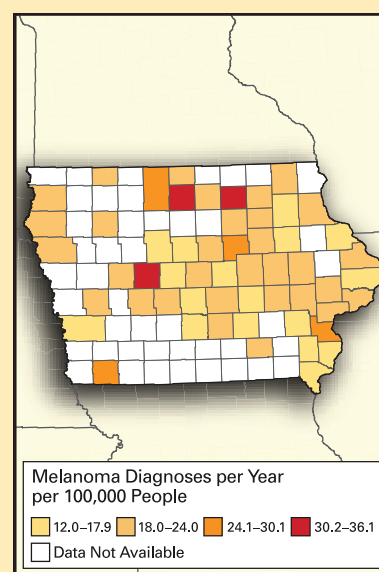 Melanoma Diagnoses per Year
per 100,000 People
12.0–17.9 18.0–24.0 24.1–30.1 30.2–36.1
Data Not Available